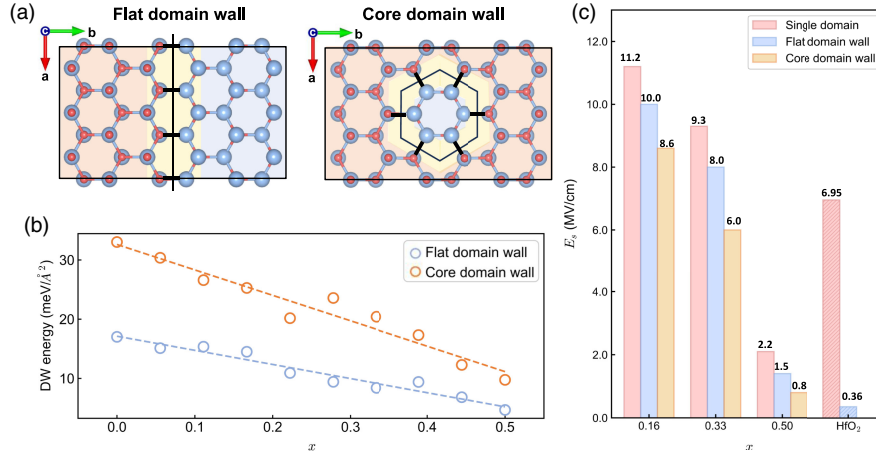 (a)
Flat domain wall
Core domain wall
c
b
a
c
b
a
(b)
DW energy (meV/Å²)
30
20
10
Flat domain wall
Core domain wall
0.0
0.1
0.2
0.3
0.4
0.5
x
(c)
Single domain
Flat domain wall
Core domain wall
E_s (MV/cm)
12.0
10.0
8.0
6.0
4.0
2.0
0.0
11.2
10.0
8.6
9.3
8.0
6.0
2.2
1.5
0.8
6.95
0.36
0.16
0.33
0.50
HfO₂
x